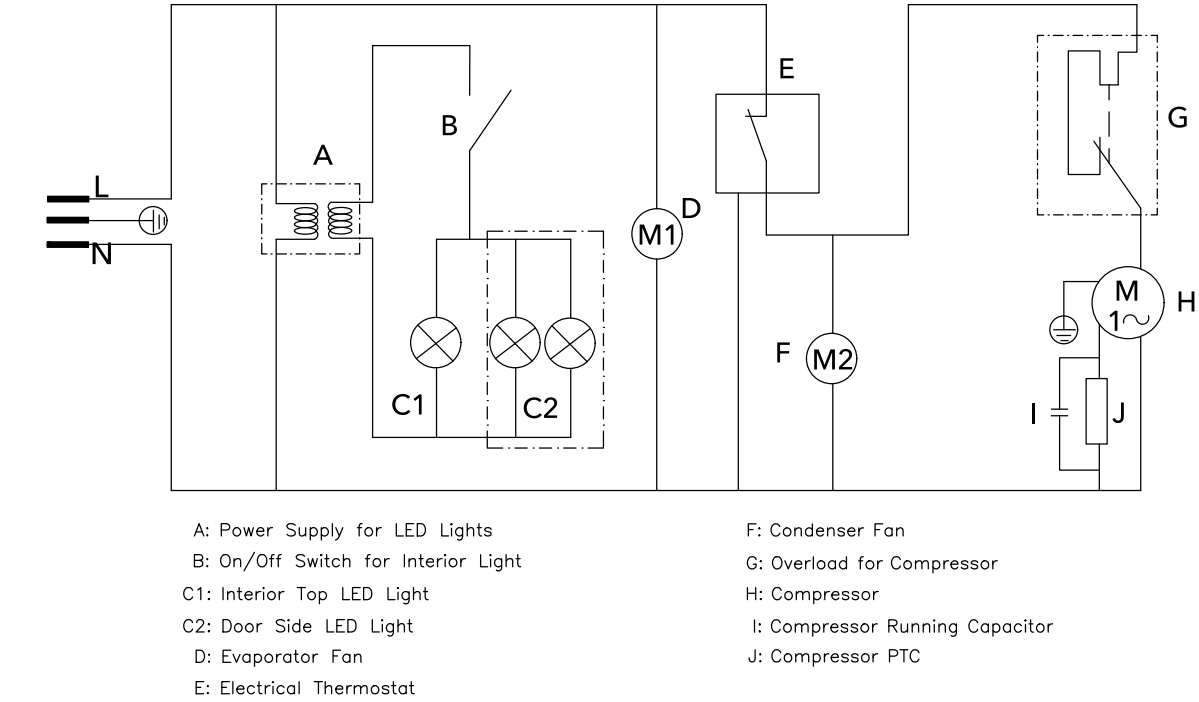 E
B
G
A
L
D
M1
N
M
H
1~
F
M2
C1
C2
I
J
A: Power Supply for LED Lights
B: On/Off Switch for Interior Light
C1: Interior Top LED Light
C2: Door Side LED Light
D: Evaporator Fan
E: Electrical Thermostat
F: Condenser Fan
G: Overload for Compressor
H: Compressor
I: Compressor Running Capacitor
J: Compressor PTC